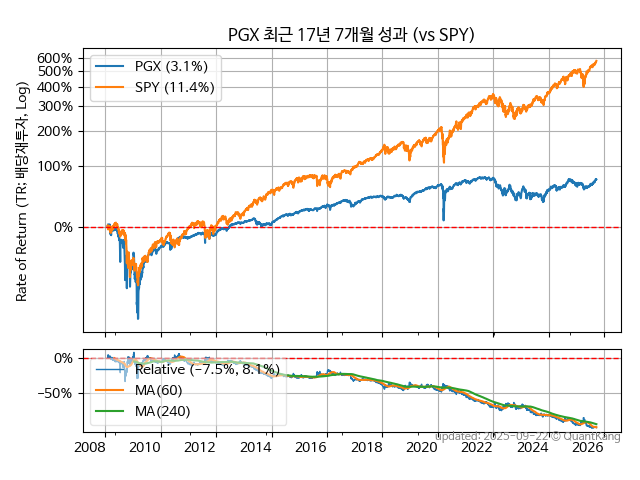 PGX 최근 17년 7개월 성과 (vs SPY)
PGX (3.1%)
SPY (11.4%)
600%
500%
400%
300%
200%
100%
0%
Rate of Return (TR: 배당재투자, Log)
0%
−50%
Relative (−7.5%, 8.1%)
MA(60)
MA(240)
2008 2010 2012 2014 2016 2018 2020 2022 2024 2026
updated: 2025-09-22 © QuantKang